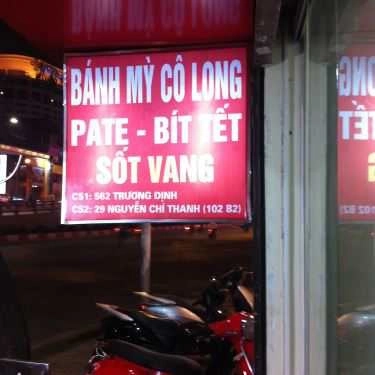 BÁNH MỲ CÔ LONG
PATE - BÍT TẾT
SỐT VANG
CS1: 562 TRƯƠNG ĐỊNH
CS2: 29 NGUYỄN CHÍ THANH (102 B2)